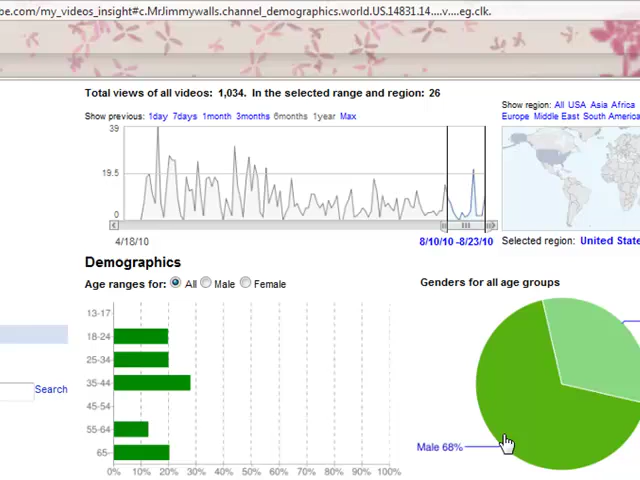 be.com/my_videos_insight#c.MrJimmywalls.channel_demographics.world.US.14831.14....v....eg.clk.
Total views of all videos: 1,034. In the selected range and region: 26
Show previous: 1day 7days 1month 3months 6months 1year Max
Show region: All USA Asia Africa
Europe Middle East South America
39
19.5
0
4/18/10
8/10/10 -8/23/10
Selected region: United State
Demographics
Age ranges for: All Male Female
Genders for all age groups
13-17
18-24
25-34
35-44
45-54
55-64
65-
0% 10% 20% 30% 40% 50% 60% 70% 80% 90% 100%
Search
Male 68%